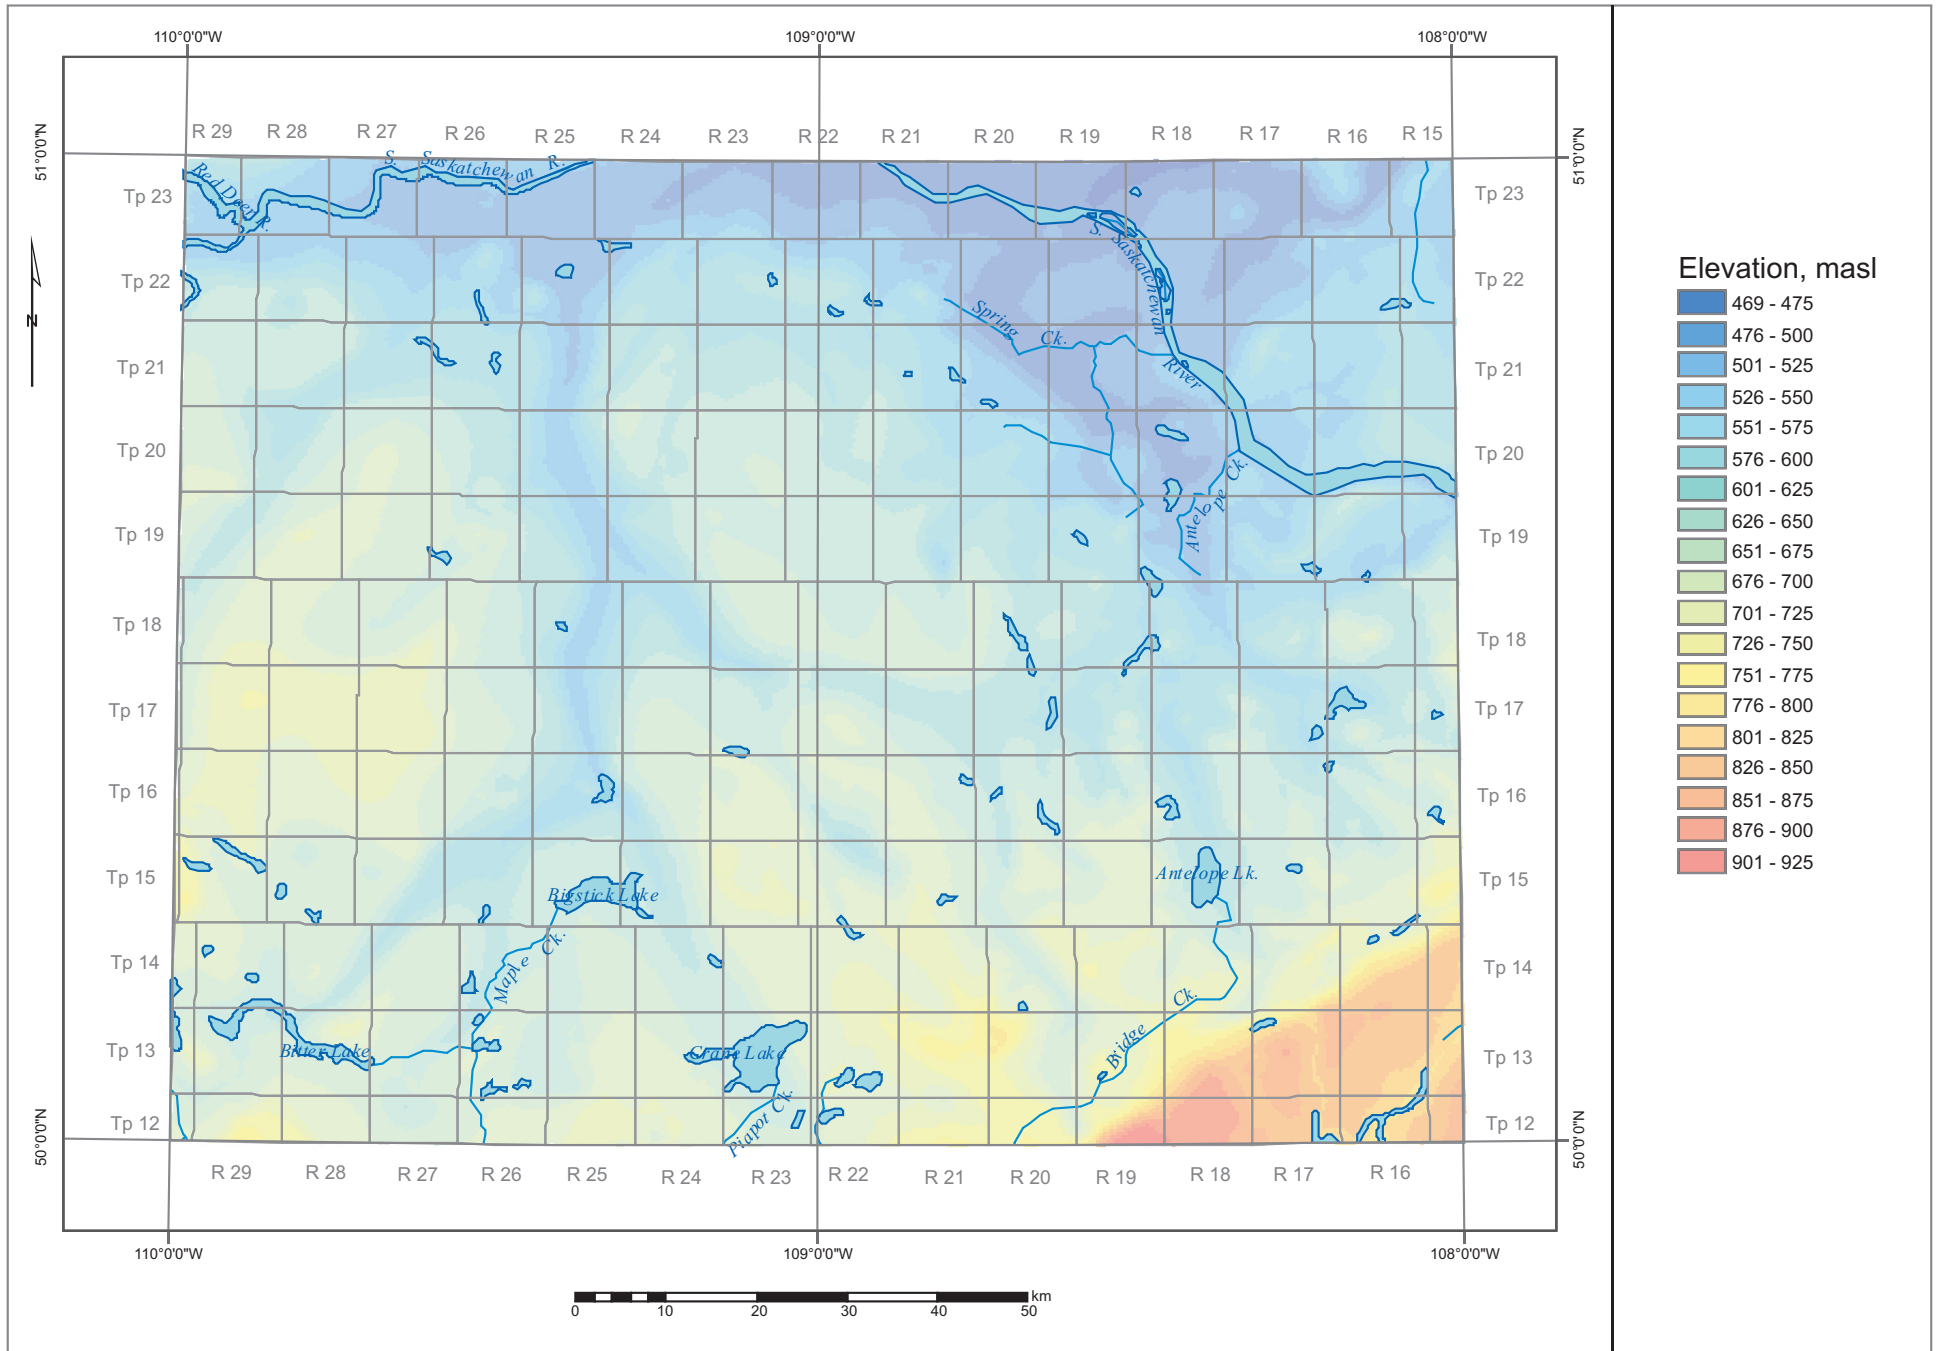 110°0'0"W 109°0'0"W 108°0'0"W
51°0'0"N
51°0'0"N
R 29 R 28 R 27 R 26 R 25 R 24 R 23 R 22 R 21 R 20 R 19 R 18 R 17 R 16 R 15
S. Saskatchewan R.
Red Deer R.
Tp 23 Tp 23
S. Saskatchewan River
Tp 22 Tp 22
Spring Ck.
Tp 21 Tp 21
Tp 20 Tp 20
Antelope Ck.
Tp 19 Tp 19
Tp 18 Tp 18
Tp 17 Tp 17
Tp 16 Tp 16
Tp 15 Tp 15
Bigstick Lake
Antelope Lk.
Maple Ck.
Tp 14 Tp 14
Bridge Ck.
Tp 13 Tp 13
Bitter Lake
Crane Lake
Piapot Ck.
Tp 12 Tp 12
50°0'0"N
50°0'0"N
R 29 R 28 R 27 R 26 R 25 R 24 R 23 R 22 R 21 R 20 R 19 R 18 R 17 R 16
110°0'0"W 109°0'0"W 108°0'0"W
km
0 10 20 30 40 50
N
Elevation, masl
469 - 475
476 - 500
501 - 525
526 - 550
551 - 575
576 - 600
601 - 625
626 - 650
651 - 675
676 - 700
701 - 725
726 - 750
751 - 775
776 - 800
801 - 825
826 - 850
851 - 875
876 - 900
901 - 925